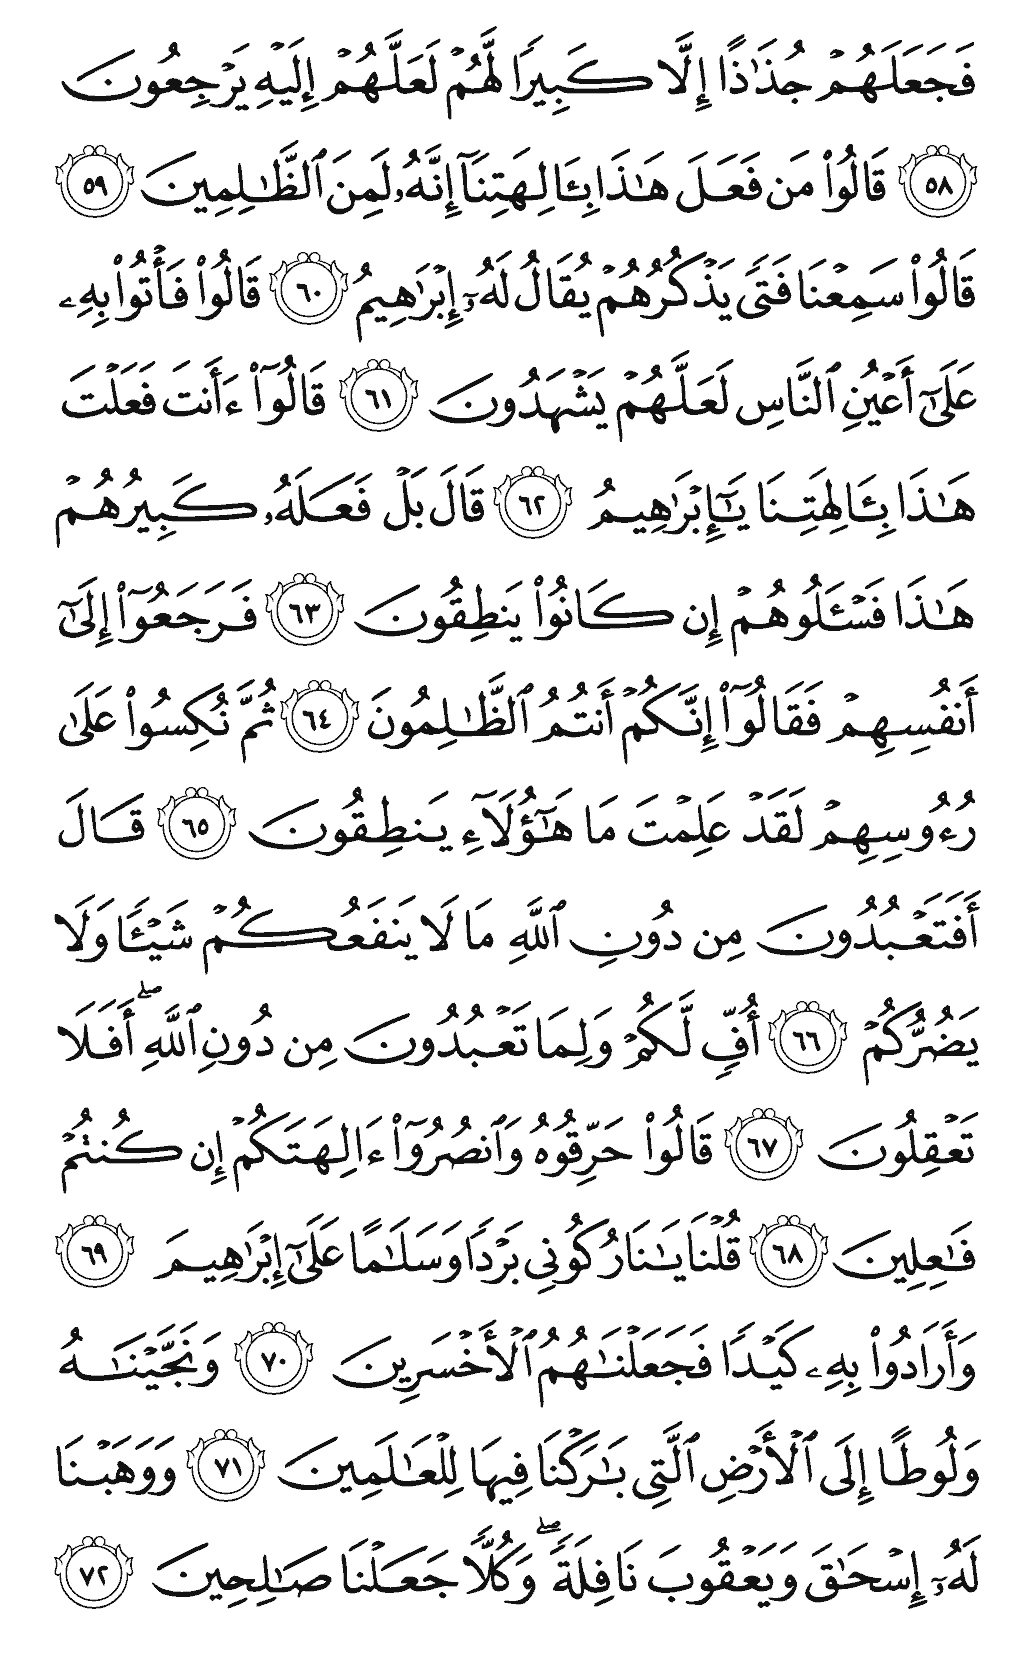 فَجَعَلَهُمۡ جُذَٰذًا إِلَّا كَبِيرٗا لَّهُمۡ لَعَلَّهُمۡ إِلَيۡهِ يَرۡجِعُونَ
٥٨ قَالُواْ مَن فَعَلَ هَٰذَا بِـَٔالِهَتِنَآ إِنَّهُۥ لَمِنَ ٱلظَّٰلِمِينَ ٥٩
قَالُواْ سَمِعۡنَا فَتٗى يَذۡكُرُهُمۡ يُقَالُ لَهُۥٓ إِبۡرَٰهِيمُ ٦٠ قَالُواْ فَأۡتُواْ بِهِۦ
عَلَىٰٓ أَعۡيُنِ ٱلنَّاسِ لَعَلَّهُمۡ يَشۡهَدُونَ ٦١ قَالُوٓاْ ءَأَنتَ فَعَلۡتَ
هَٰذَا بِـَٔالِهَتِنَا يَٰٓإِبۡرَٰهِيمُ ٦٢ قَالَ بَلۡ فَعَلَهُۥ كَبِيرُهُمۡ
هَٰذَا فَسۡـَٔلُوهُمۡ إِن كَانُواْ يَنطِقُونَ ٦٣ فَرَجَعُوٓاْ إِلَىٰٓ
أَنفُسِهِمۡ فَقَالُوٓاْ إِنَّكُمۡ أَنتُمُ ٱلظَّٰلِمُونَ ٦٤ ثُمَّ نُكِسُواْ عَلَىٰ
رُءُوسِهِمۡ لَقَدۡ عَلِمۡتَ مَا هَٰٓؤُلَآءِ يَنطِقُونَ ٦٥ قَالَ
أَفَتَعۡبُدُونَ مِن دُونِ ٱللَّهِ مَا لَا يَنفَعُكُمۡ شَيۡـٔٗا وَلَا
يَضُرُّكُمۡ ٦٦ أُفّٖ لَّكُمۡ وَلِمَا تَعۡبُدُونَ مِن دُونِ ٱللَّهِۚ أَفَلَا
تَعۡقِلُونَ ٦٧ قَالُواْ حَرِّقُوهُ وَٱنصُرُوٓاْ ءَالِهَتَكُمۡ إِن كُنتُمۡ
فَٰعِلِينَ ٦٨ قُلۡنَا يَٰنَارُ كُونِي بَرۡدٗا وَسَلَٰمًا عَلَىٰٓ إِبۡرَٰهِيمَ ٦٩
وَأَرَادُواْ بِهِۦ كَيۡدٗا فَجَعَلۡنَٰهُمُ ٱلۡأَخۡسَرِينَ ٧٠ وَنَجَّيۡنَٰهُ
وَلُوطًا إِلَى ٱلۡأَرۡضِ ٱلَّتِي بَٰرَكۡنَا فِيهَا لِلۡعَٰلَمِينَ ٧١ وَوَهَبۡنَا
لَهُۥٓ إِسۡحَٰقَ وَيَعۡقُوبَ نَافِلَةٗۖ وَكُلّٗا جَعَلۡنَا صَٰلِحِينَ ٧٢